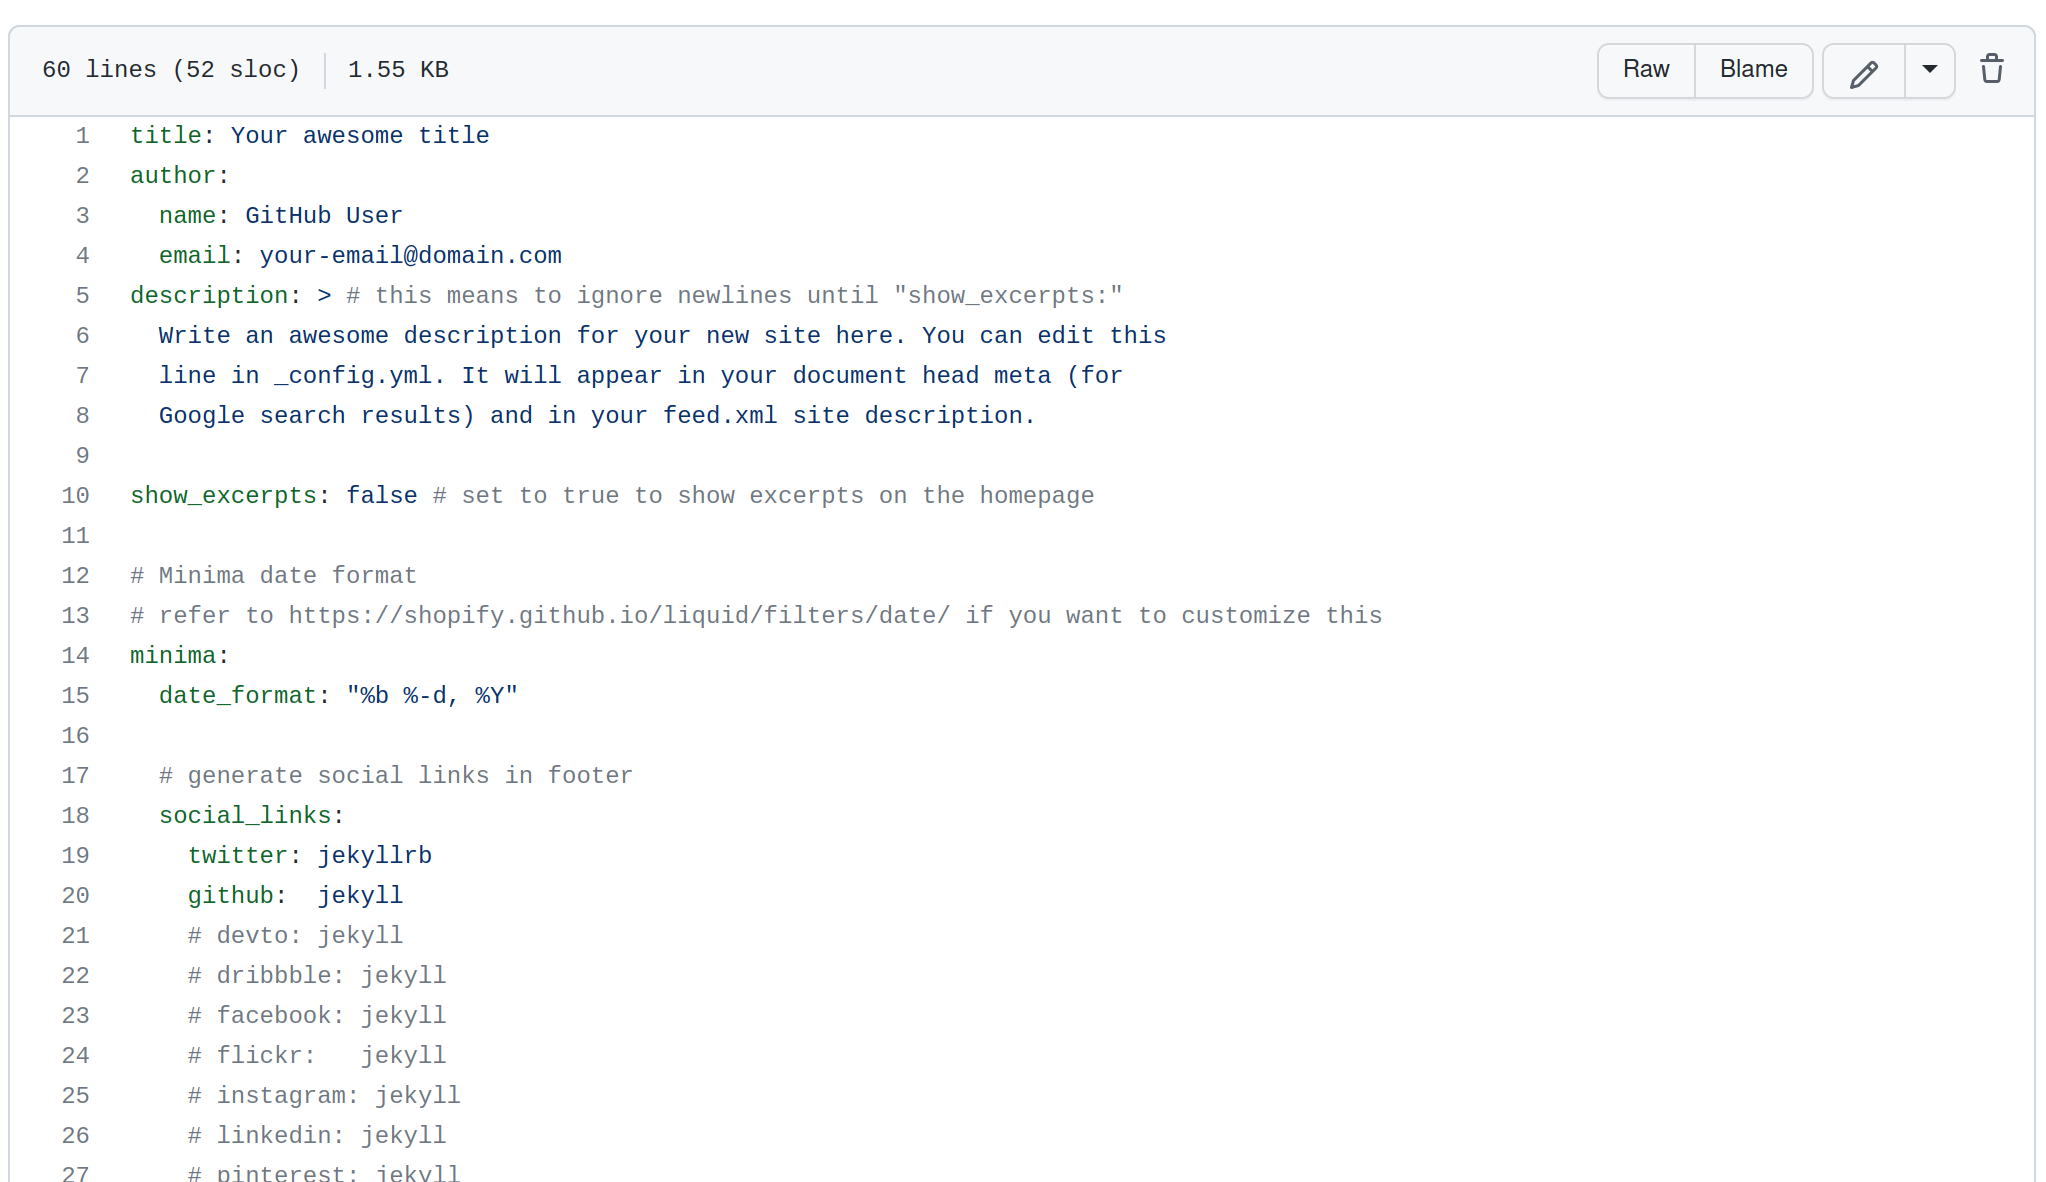 60 lines (52 sloc) 1.55 KB Raw Blame
1 title: Your awesome title
2 author:
3   name: GitHub User
4   email: your-email@domain.com
5 description: > # this means to ignore newlines until "show_excerpts:"
6   Write an awesome description for your new site here. You can edit this
7   line in _config.yml. It will appear in your document head meta (for
8   Google search results) and in your feed.xml site description.
9
10 show_excerpts: false # set to true to show excerpts on the homepage
11
12 # Minima date format
13 # refer to https://shopify.github.io/liquid/filters/date/ if you want to customize this
14 minima:
15   date_format: "%b %-d, %Y"
16
17   # generate social links in footer
18   social_links:
19     twitter: jekyllrb
20     github:  jekyll
21     # devto: jekyll
22     # dribbble: jekyll
23     # facebook: jekyll
24     # flickr:   jekyll
25     # instagram: jekyll
26     # linkedin: jekyll
27     # pinterest: jekyll